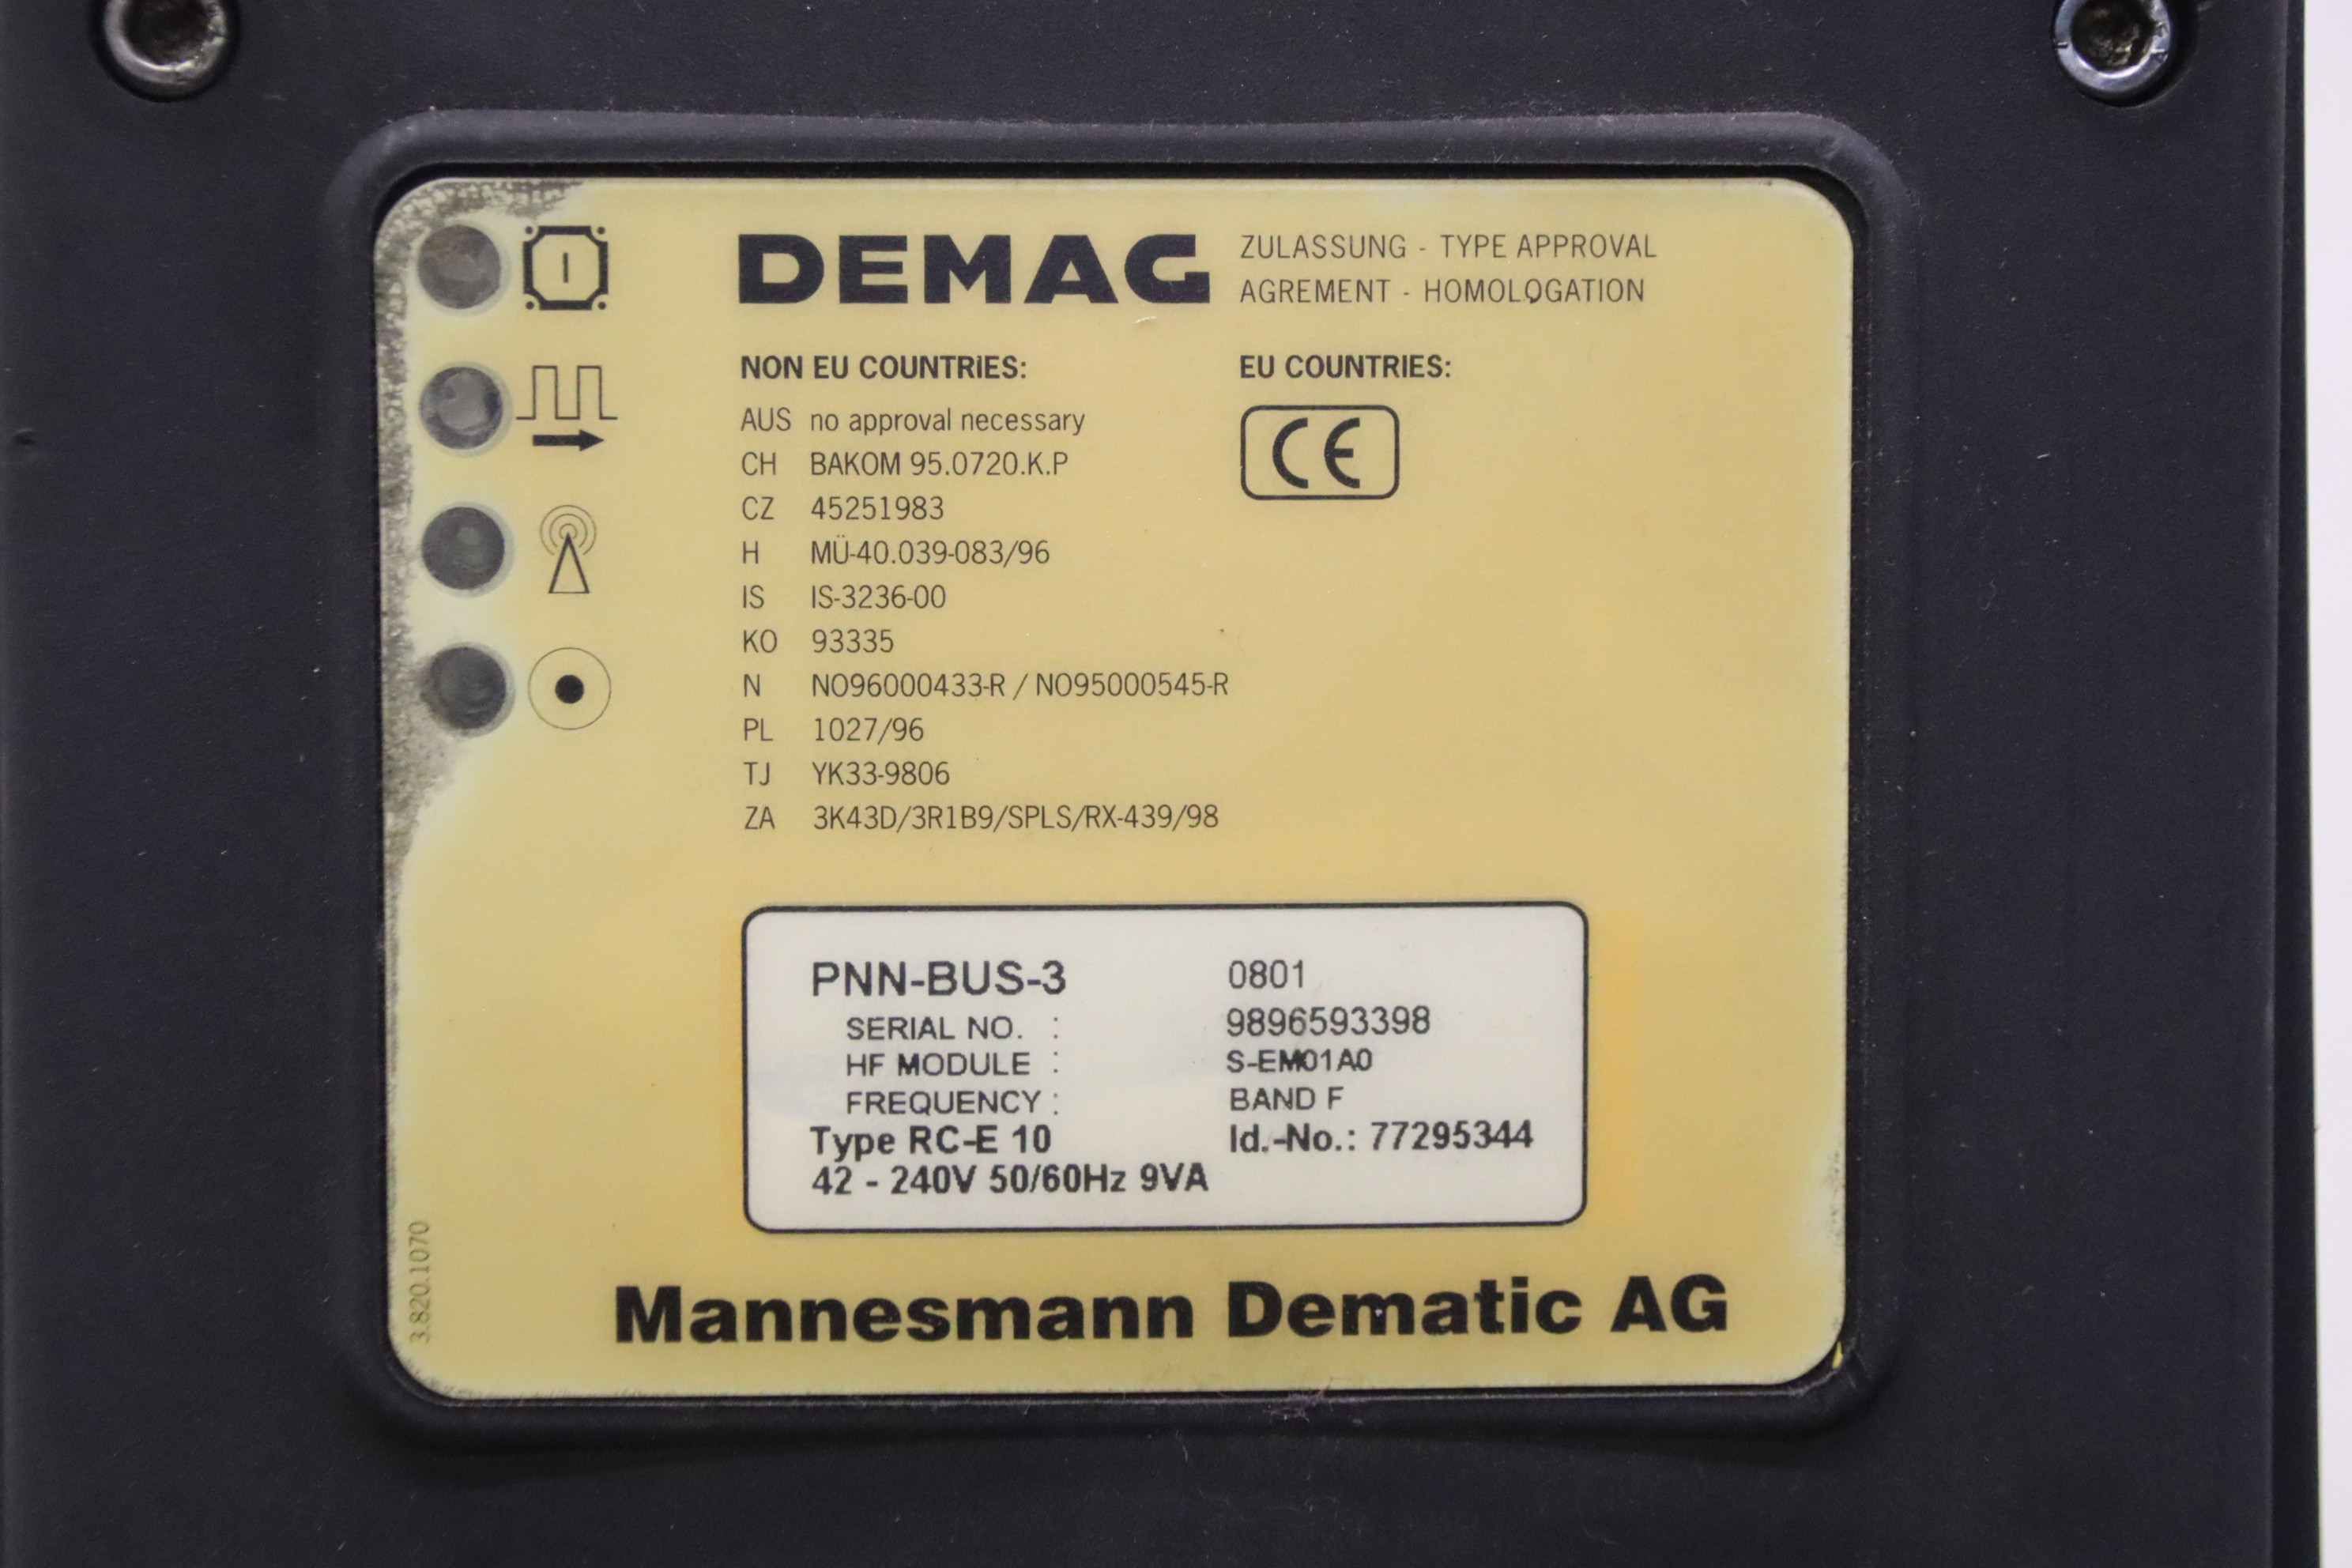 DEMAG
ZULASSUNG - TYPE APPROVAL
AGREMENT - HOMOLOGATION
NON EU COUNTRIES:
AUS no approval necessary
CH BAKOM 95.0720.K.P
CZ 45251983
H MÜ-40.039-083/96
IS IS-3236-00
KO 93335
N NO96000433-R / NO95000545-R
PL 1027/96
TJ YK33-9806
ZA 3K43D/3R1B9/SPLS/RX-439/98
EU COUNTRIES:
CE
PNN-BUS-3 0801
SERIAL NO. : 9896593398
HF MODULE : S-EM01A0
FREQUENCY : BAND F
Type RC-E 10 Id.-No.: 77295344
42 - 240V 50/60Hz 9VA
3.820.1070
Mannesmann Dematic AG